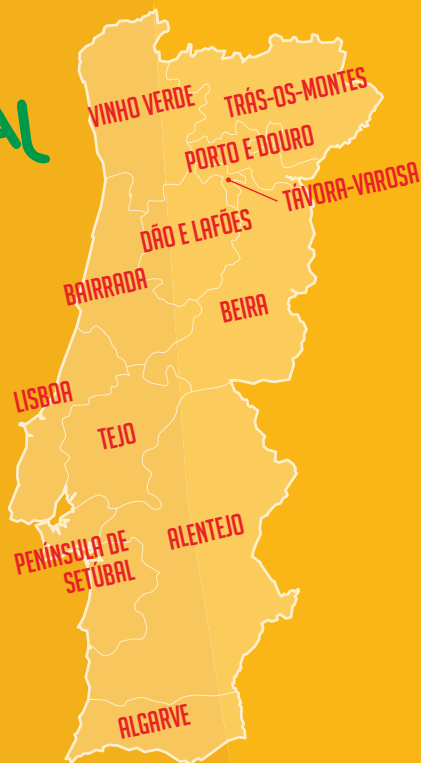 AL
VINHO VERDE
TRÁS-OS-MONTES
PORTO E DOURO
TÁVORA-VAROSA
DÃO E LAFÕES
BAIRRADA
BEIRA
LISBOA
TEJO
PENÍNSULA DE
SETÚBAL
ALENTEJO
ALGARVE